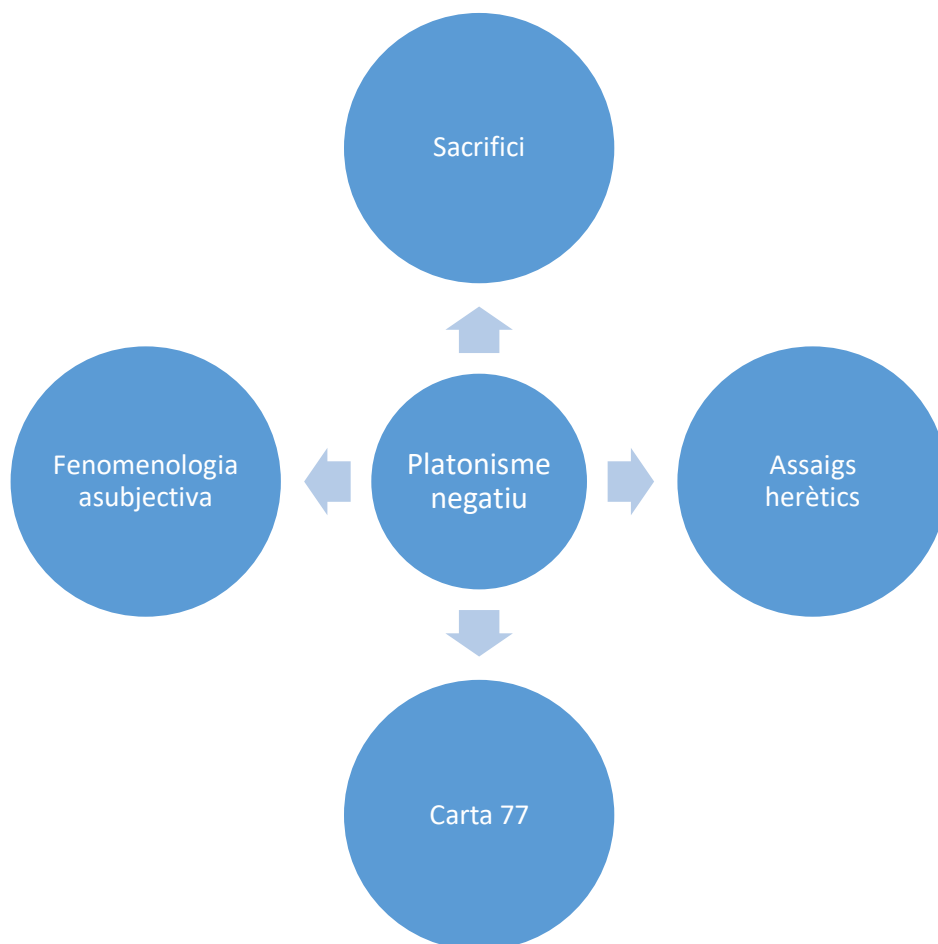 Sacrifici
Fenomenologia
asubjectiva
Platonisme
negatiu
Assaigs
herètics
Carta 77